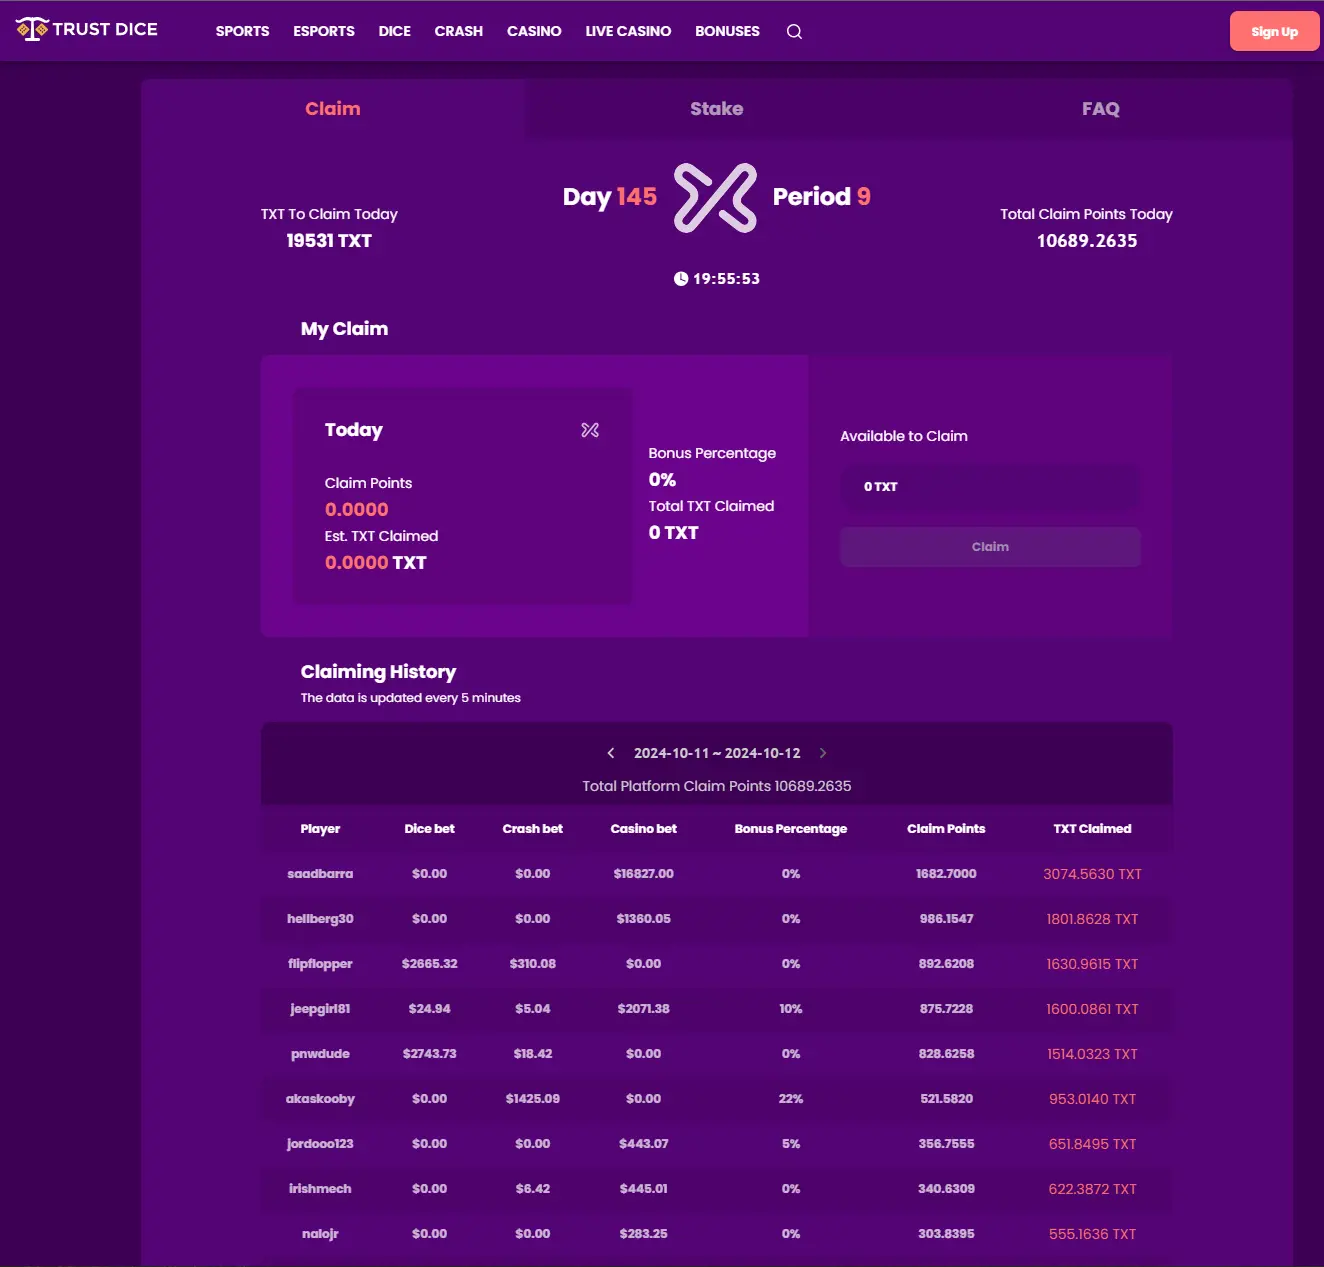 TRUST DICE SPORTS ESPORTS DICE CRASH CASINO LIVE CASINO BONUSES Sign Up
Claim Stake FAQ
Day 145 Period 9
TXT To Claim Today Total Claim Points Today
19531 TXT 10689.2635
19:55:53
My Claim
Today
Claim Points
0.0000
Est. TXT Claimed
0.0000 TXT
Bonus Percentage
0%
Total TXT Claimed
0 TXT
Available to Claim
0 TXT
Claim
Claiming History
The data is updated every 5 minutes
2024-10-11 ~ 2024-10-12
Total Platform Claim Points 10689.2635
Player Dice bet Crash bet Casino bet Bonus Percentage Claim Points TXT Claimed
saadbarra $0.00 $0.00 $16827.00 0% 1682.7000 3074.5630 TXT
hellberg30 $0.00 $0.00 $1360.05 0% 986.1547 1801.8628 TXT
flipflopper $2665.32 $310.08 $0.00 0% 892.6208 1630.9615 TXT
jeepgirl81 $24.94 $5.04 $2071.38 10% 875.7228 1600.0861 TXT
pnwdude $2743.73 $18.42 $0.00 0% 828.6258 1514.0323 TXT
akaskooby $0.00 $1425.09 $0.00 22% 521.5820 953.0140 TXT
jordooo123 $0.00 $0.00 $443.07 5% 356.7555 651.8495 TXT
irishmech $0.00 $6.42 $445.01 0% 340.6309 622.3872 TXT
nalojr $0.00 $0.00 $283.25 0% 303.8395 555.1636 TXT